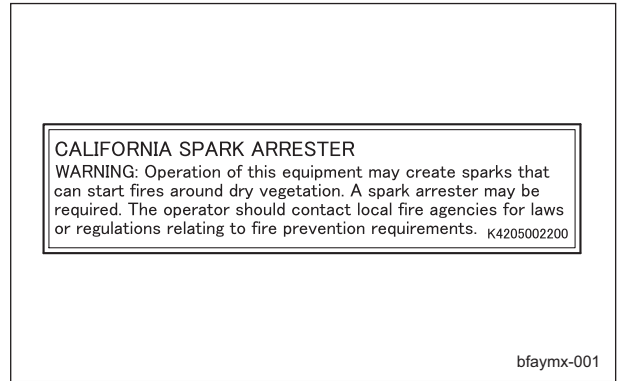 CALIFORNIA SPARK ARRESTER
WARNING: Operation of this equipment may create sparks that
can start fires around dry vegetation. A spark arrester may be
required. The operator should contact local fire agencies for laws
or regulations relating to fire prevention requirements. K4205002200
bfaymx-001